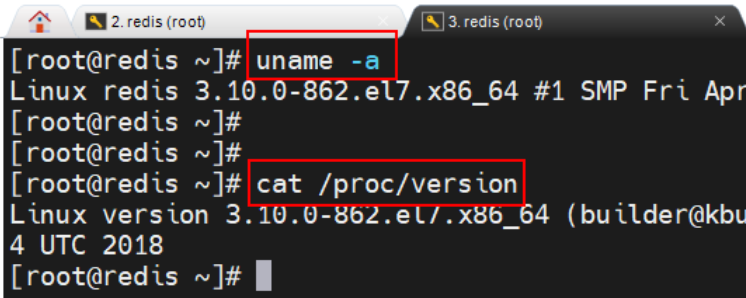 2. redis (root)
3. redis (root)
[root@redis ~]# uname -a
Linux redis 3.10.0-862.el7.x86_64 #1 SMP Fri Apr
[root@redis ~]#
[root@redis ~]#
[root@redis ~]# cat /proc/version
Linux version 3.10.0-862.el7.x86_64 (builder@kbu
4 UTC 2018
[root@redis ~]#